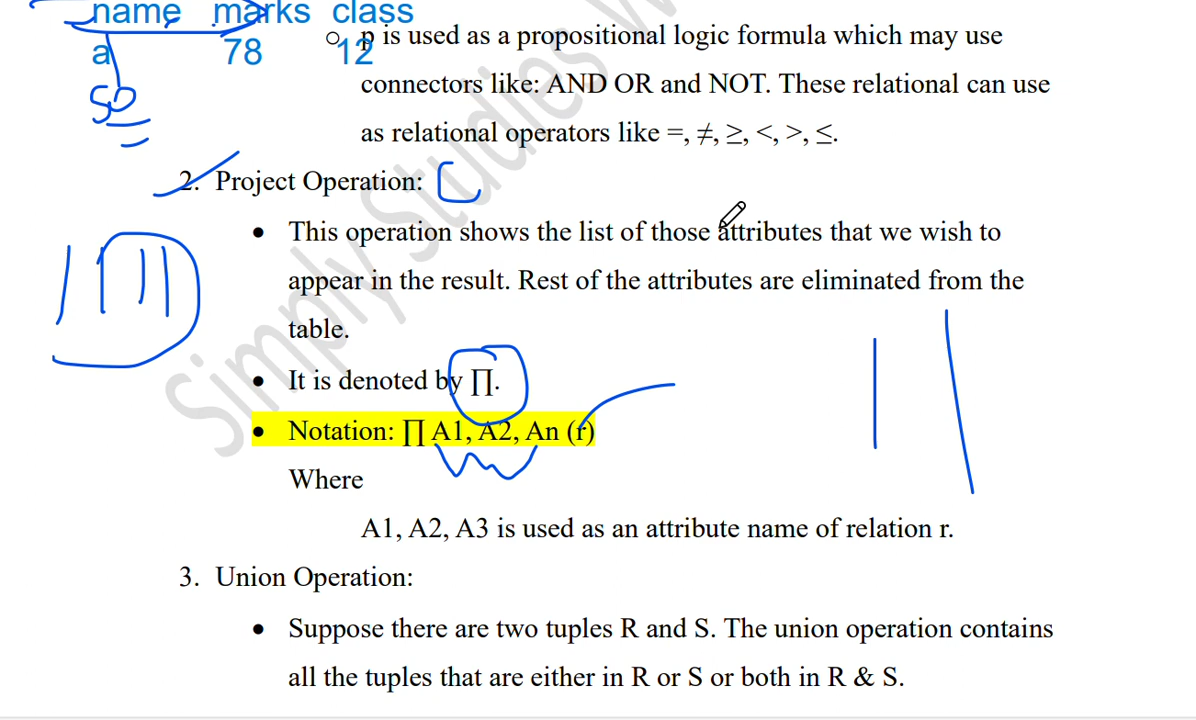 name marks class
a 78 12
50
o p is used as a propositional logic formula which may use
connectors like: AND OR and NOT. These relational can use
as relational operators like =, ≠, ≥, <, >, ≤.
2. Project Operation:
• This operation shows the list of those attributes that we wish to
appear in the result. Rest of the attributes are eliminated from the
table.
• It is denoted by ∏.
• Notation: ∏ A1, A2, An (r)
Where
A1, A2, A3 is used as an attribute name of relation r.
3. Union Operation:
• Suppose there are two tuples R and S. The union operation contains
all the tuples that are either in R or S or both in R & S.
Simply Studies